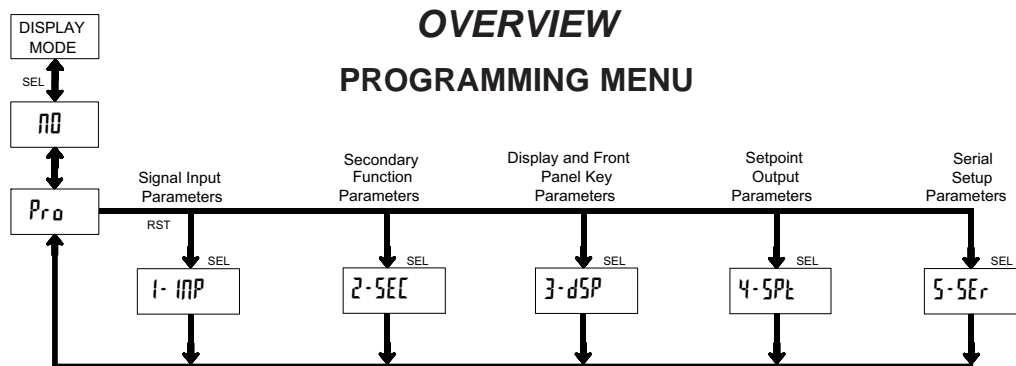 OVERVIEW
PROGRAMMING MENU
DISPLAY
MODE
SEL
NO
Pro
Signal Input
Parameters
Secondary
Function
Parameters
Display and Front
Panel Key
Parameters
Setpoint
Output
Parameters
Serial
Setup
Parameters
RST
SEL
SEL
SEL
SEL
SEL
1-INP
2-SEC
3-dSP
4-SPt
5-SEr